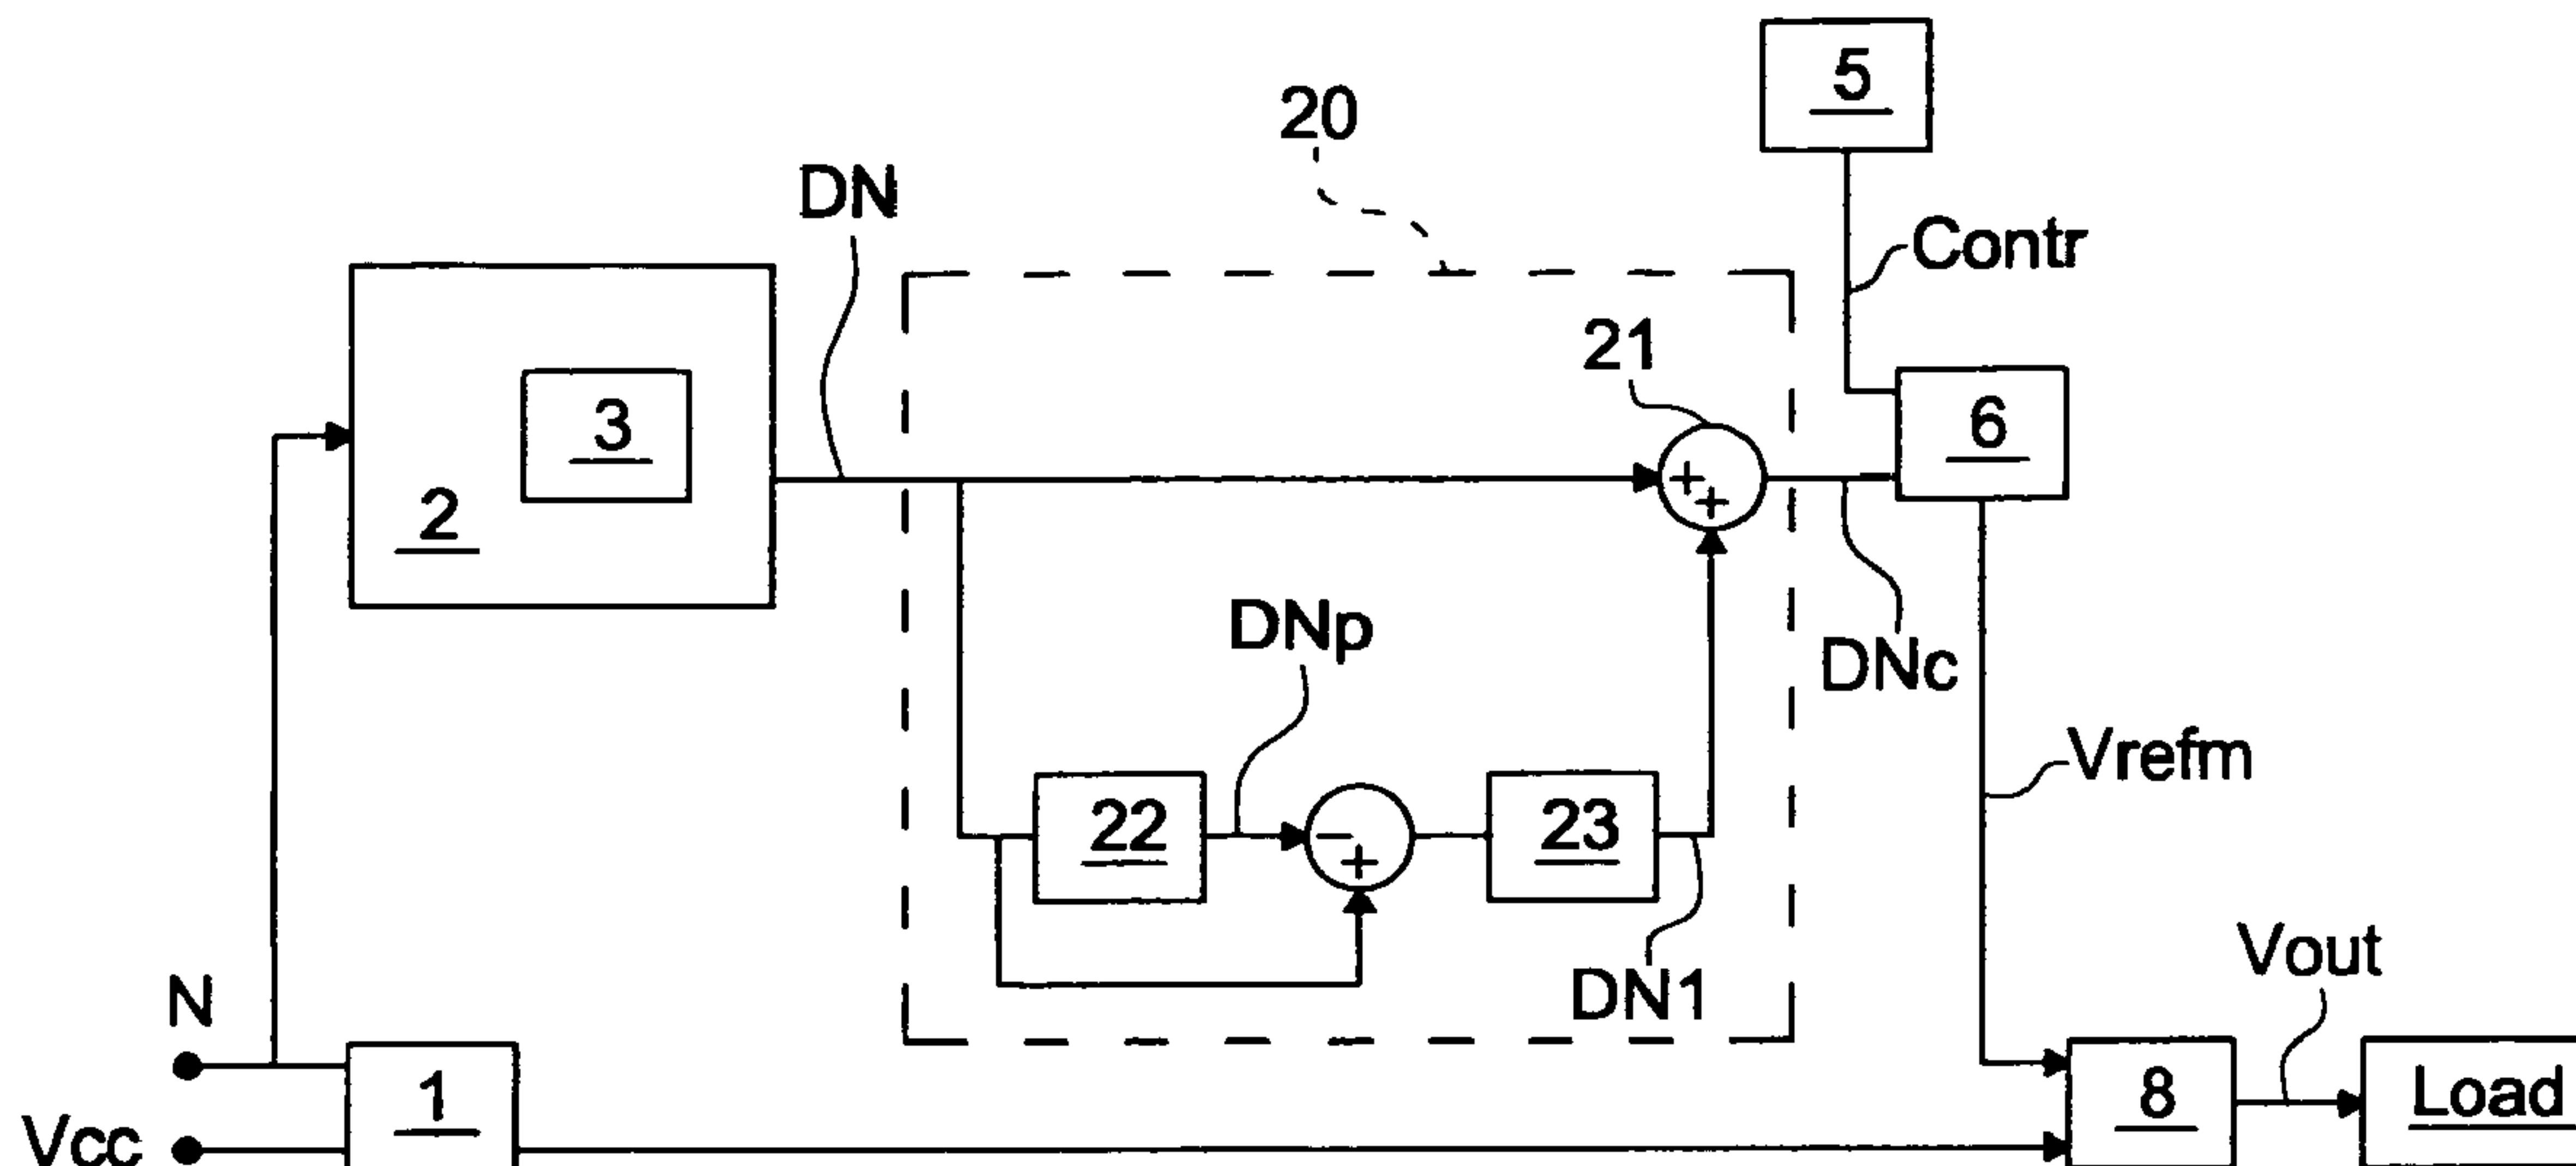 5
20
DN
Contr
21
3
6
2
DNp
DNc
Vrefm
22
23
Vout
N
DN1
1
8
Load
Vcc
+
+
−
+